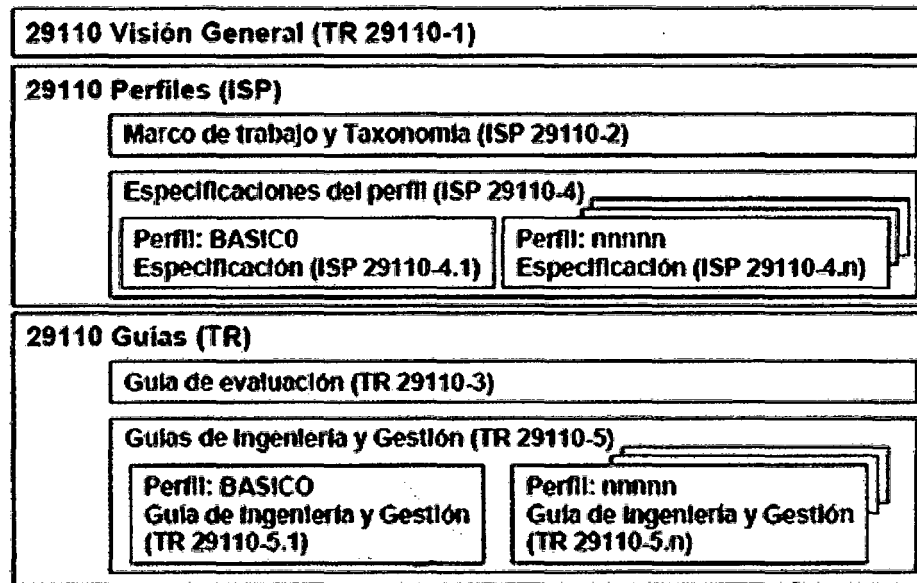 29110 Visión General (TR 29110-1)
29110 Perfiles (ISP)
Marco de trabajo y Taxonomía (ISP 29110-2)
Especificaciones del perfil (ISP 29110-4)
Perfil: BASICO
Especificación (ISP 29110-4.1)
Perfil: nnnnn
Especificación (ISP 29110-4.n)
29110 Guías (TR)
Guía de evaluación (TR 29110-3)
Guías de Ingeniería y Gestión (TR 29110-5)
Perfil: BASICO
Guía de Ingeniería y Gestión
(TR 29110-5.1)
Perfil: nnnnn
Guía de Ingeniería y Gestión
(TR 29110-5.n)